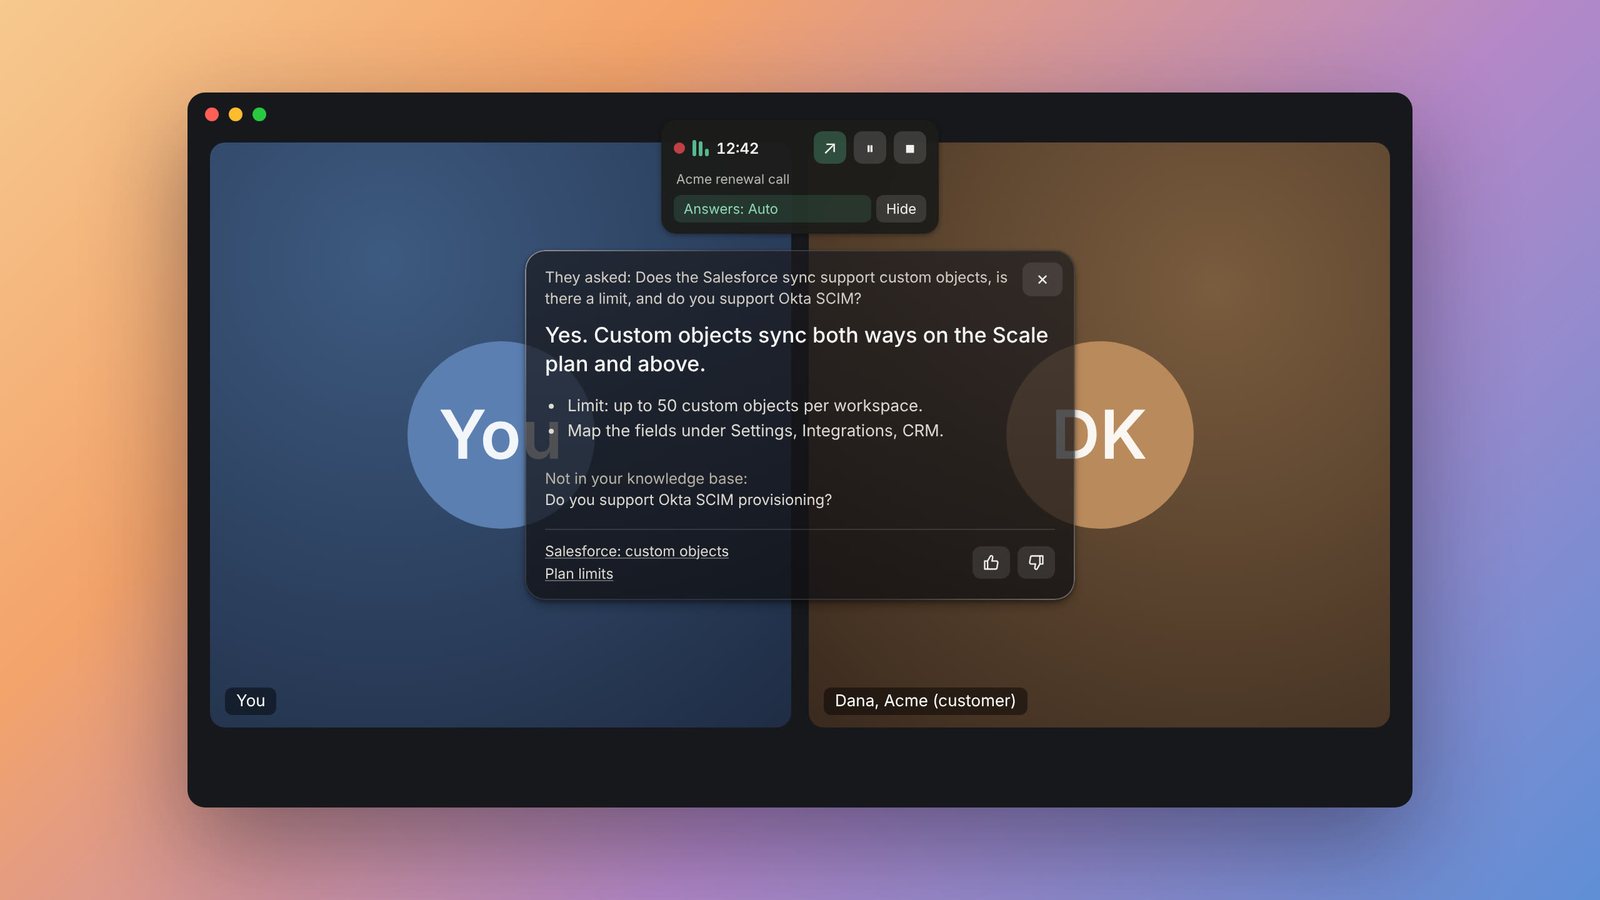 12:42
Acme renewal call
Answers: Auto
Hide
They asked: Does the Salesforce sync support custom objects, is
there a limit, and do you support Okta SCIM?
Yes. Custom objects sync both ways on the Scale
plan and above.
• Limit: up to 50 custom objects per workspace.
• Map the fields under Settings, Integrations, CRM.
Not in your knowledge base:
Do you support Okta SCIM provisioning?
Salesforce: custom objects
Plan limits
You
DK
You
Dana, Acme (customer)